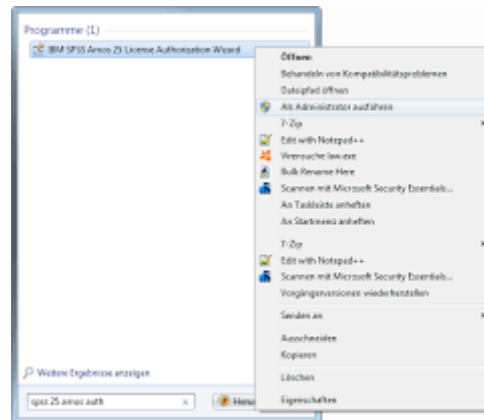 Programme (1)
IBM SPSS Amos 25 License Authorization Wizard
Öffnen
Behandeln von Kompatibilitätsproblemen
Dateipfad öffnen
Als Administrator ausführen
7-Zip
Edit with Notepad++
Virensuche law.exe
Bulk Rename Here
Scannen mit Microsoft Security Essentials...
An Taskleiste anheften
An Startmenü anheften
7-Zip
Edit with Notepad++
Scannen mit Microsoft Security Essentials...
Vorgängerversionen wiederherstellen
Senden an
Ausschneiden
Kopieren
Löschen
Eigenschaften
Weitere Ergebnisse anzeigen
spss 25 amos auth